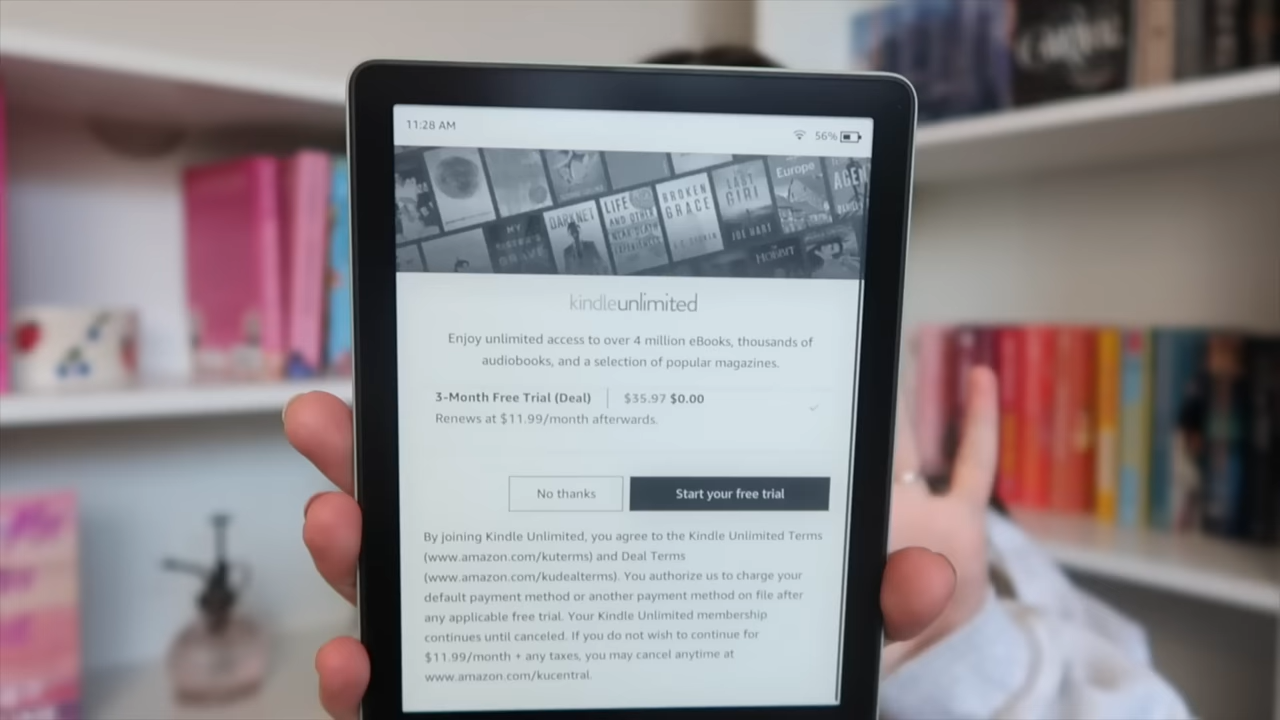 11:28 AM
56%
Europe
AGEN
LAST
GIRL
BROKEN
GRACE
LIFE
AND OTHER
NEAR DEATH
EXPERIENCES
DARKNET
MY
SISTER'S
GRAVE
JOE HART
HOBBIT
kindleunlimited
Enjoy unlimited access to over 4 million eBooks, thousands of
audiobooks, and a selection of popular magazines.
3-Month Free Trial (Deal) | $35.97 $0.00
Renews at $11.99/month afterwards.
No thanks
Start your free trial
By joining Kindle Unlimited, you agree to the Kindle Unlimited Terms
(www.amazon.com/kuterms) and Deal Terms
(www.amazon.com/kudealterms). You authorize us to charge your
default payment method or another payment method on file after
any applicable free trial. Your Kindle Unlimited membership
continues until canceled. If you do not wish to continue for
$11.99/month + any taxes, you may cancel anytime at
www.amazon.com/kucentral.